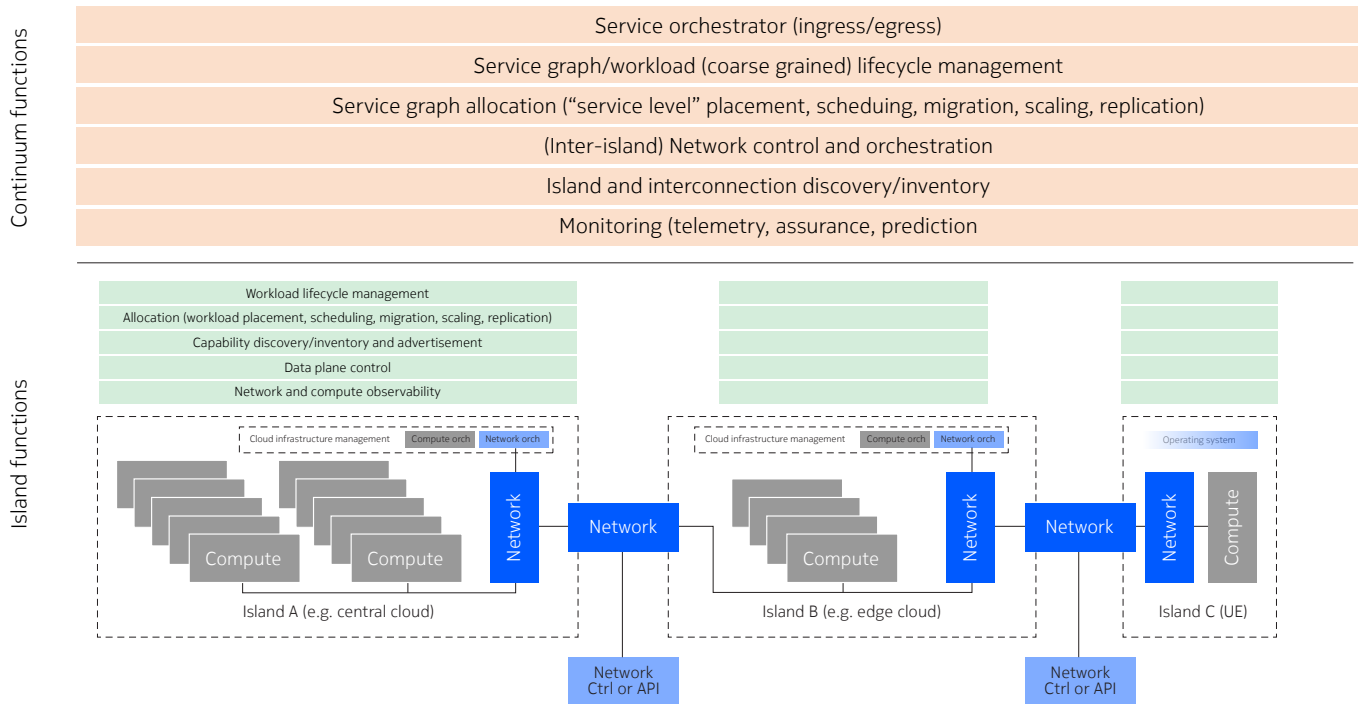 Continuum functions
Service orchestrator (ingress/egress)
Service graph/workload (coarse grained) lifecycle management
Service graph allocation (“service level” placement, scheduing, migration, scaling, replication)
(Inter-island) Network control and orchestration
Island and interconnection discovery/inventory
Monitoring (telemetry, assurance, prediction
Island functions
Workload lifecycle management
Allocation (workload placement, scheduling, migration, scaling, replication)
Capability discovery/inventory and advertisement
Data plane control
Network and compute observability
Cloud infrastructure management
Compute orch
Network orch
Compute
Compute
Network
Island A (e.g. central cloud)
Network
Network
Ctrl or API
Cloud infrastructure management
Compute orch
Network orch
Compute
Network
Island B (e.g. edge cloud)
Network
Network
Ctrl or API
Operating system
Network
Compute
Island C (UE)